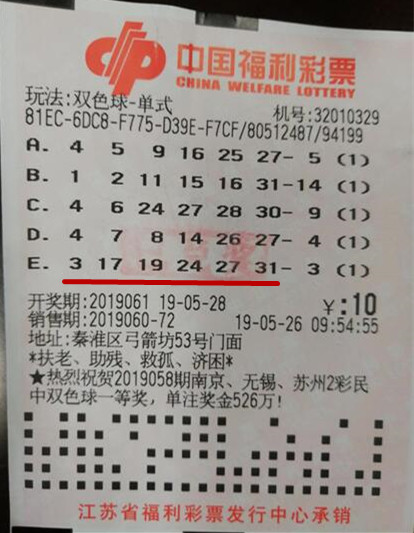 中国福利彩票
CHINA WELFARE LOTTERY
玩法:双色球-单式
机号:32010329
81EC-6DC8-F775-D39E-F7CF/80512487/94199
A. 4 5 9 16 25 27- 5 (1)
B. 1 2 11 15 16 31-14 (1)
C. 4 6 24 27 28 30- 9 (1)
D. 4 7 8 14 26 27- 4 (1)
E. 3 17 19 24 27 31- 3 (1)
开奖期:2019061 19-05-28 ¥:10
销售期:2019060-72 19-05-26 09:54:55
地址:秦淮区弓箭坊53号门面
*扶老、助残、救孤、济困*
★热烈祝贺2019058期南京、无锡、苏州2彩民
中双色球一等奖,单注奖金526万!
江苏省福利彩票发行中心承销